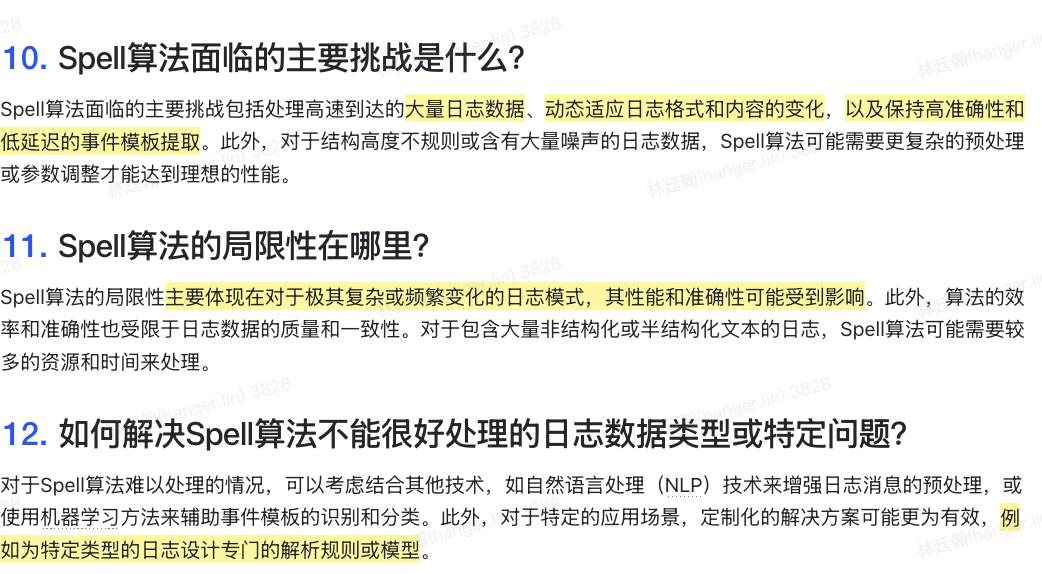 10. Spell算法面临的主要挑战是什么?
Spell算法面临的主要挑战包括处理高速到达的大量日志数据、动态适应日志格式和内容的变化，以及保持高准确性和
低延迟的事件模板提取。此外，对于结构高度不规则或含有大量噪声的日志数据，Spell算法可能需要更复杂的预处理
或参数调整才能达到理想的性能。
11. Spell算法的局限性在哪里?
Spell算法的局限性主要体现在对于极其复杂或频繁变化的日志模式，其性能和准确性可能受到影响。此外，算法的效
率和准确性也受限于日志数据的质量和一致性。对于包含大量非结构化或半结构化文本的日志，Spell算法可能需要较
多的资源和时间来处理。
12. 如何解决Spell算法不能很好处理的日志数据类型或特定问题?
对于Spell算法难以处理的情况，可以考虑结合其他技术，如自然语言处理（NLP）技术来增强日志消息的预处理，或
使用机器学习方法来辅助事件模板的识别和分类。此外，对于特定的应用场景，定制化的解决方案可能更为有效，例
如为特定类型的日志设计专门的解析规则或模型。